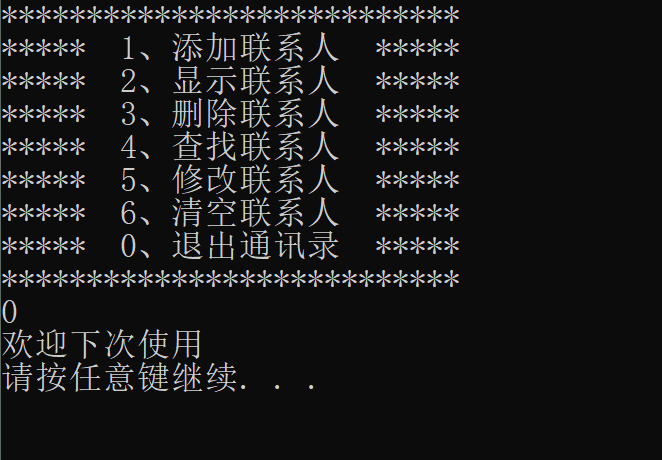 ***************************
*****  1、添加联系人  *****
*****  2、显示联系人  *****
*****  3、删除联系人  *****
*****  4、查找联系人  *****
*****  5、修改联系人  *****
*****  6、清空联系人  *****
*****  0、退出通讯录  *****
***************************
0
欢迎下次使用
请按任意键继续. . .